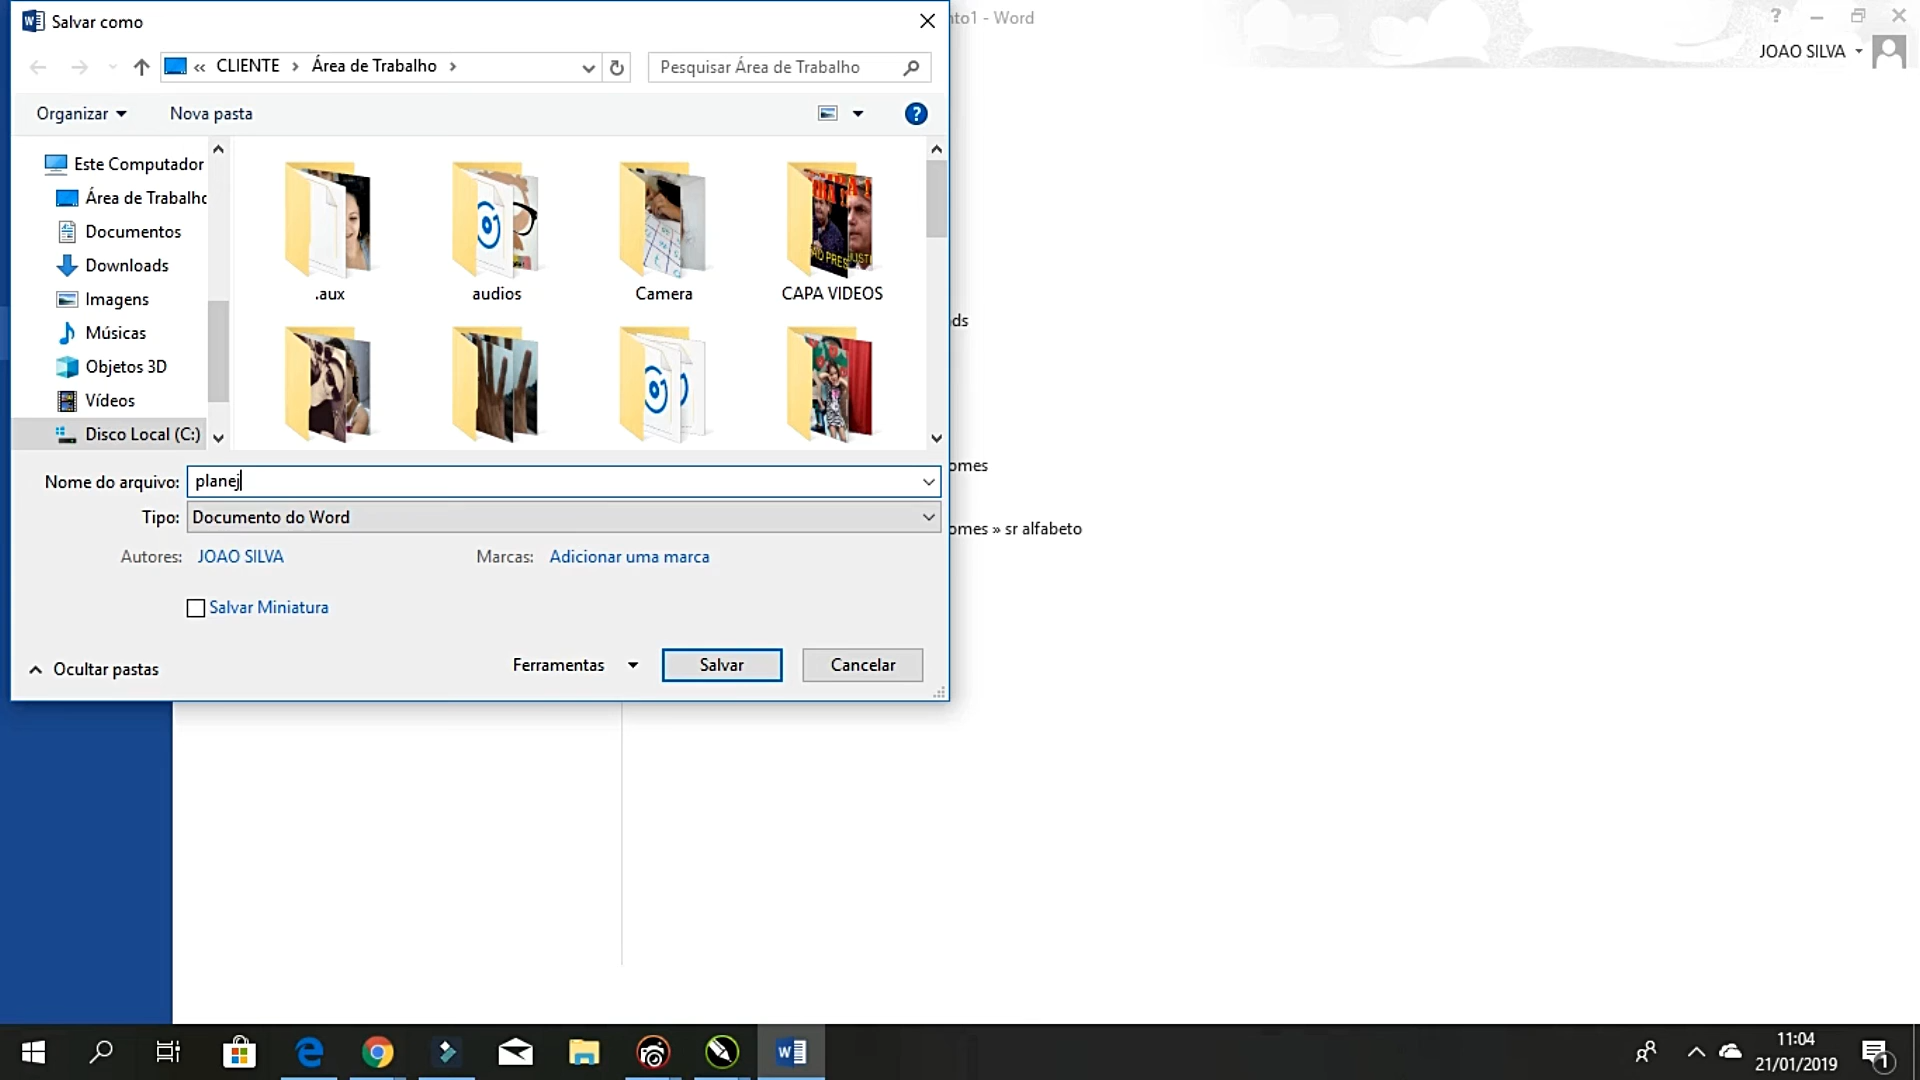 Salvar como
nto1 - Word
JOAO SILVA
« CLIENTE › Área de Trabalho ›
Pesquisar Área de Trabalho
Organizar
Nova pasta
Este Computador
Área de Trabalho
Documentos
Downloads
Imagens
Músicas
Objetos 3D
Vídeos
Disco Local (C:)
.aux
audios
Camera
CAPA VIDEOS
ds
Nome do arquivo: planej
omes
Tipo: Documento do Word
omes » sr alfabeto
Autores: JOAO SILVA
Marcas: Adicionar uma marca
Salvar Miniatura
Ocultar pastas
Ferramentas
Salvar
Cancelar
11:04
21/01/2019
1